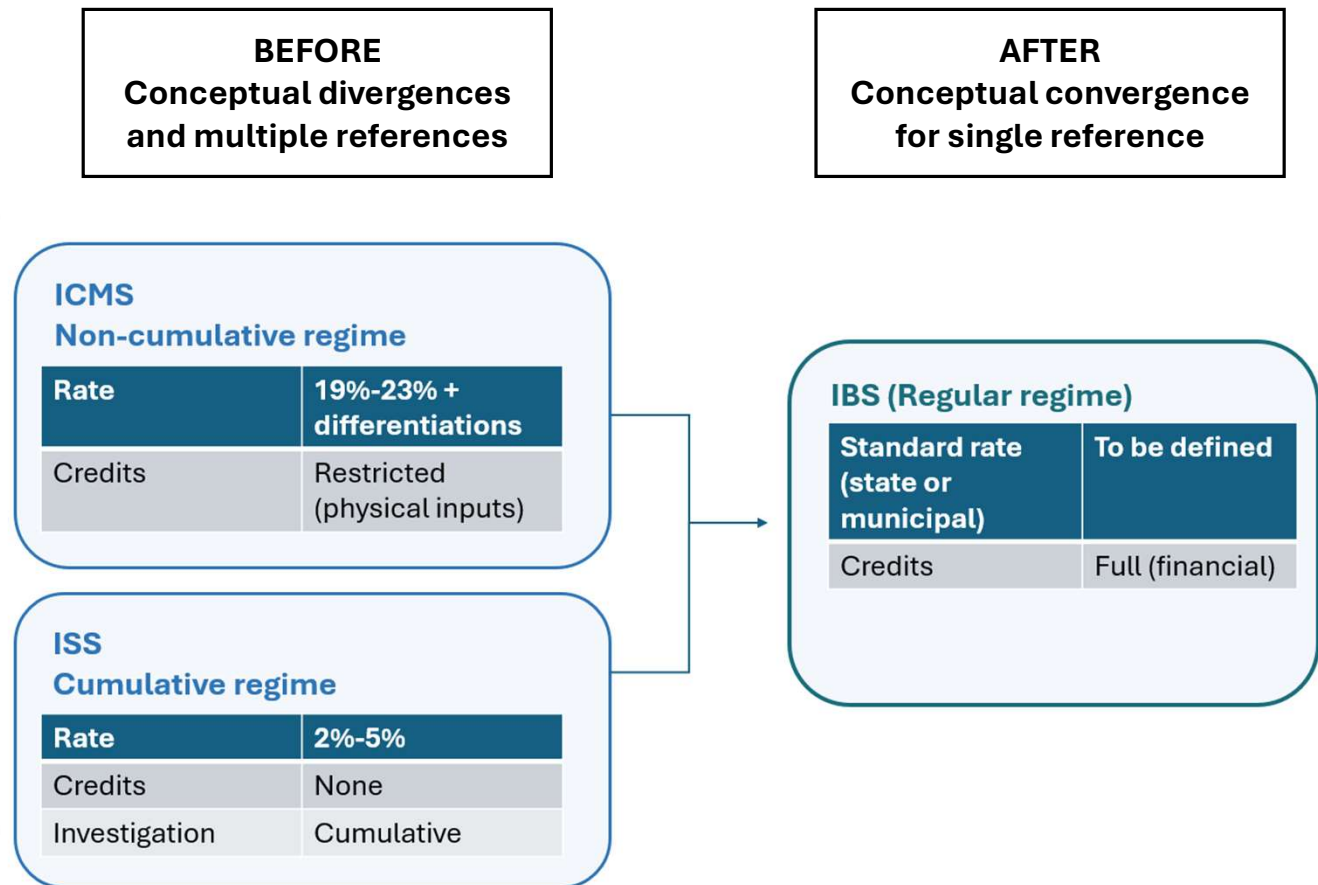 BEFORE
Conceptual divergences
and multiple references
AFTER
Conceptual convergence
for single reference
ICMS
Non-cumulative regime
Rate
19%-23% +
differentiations
Credits
Restricted
(physical inputs)
ISS
Cumulative regime
Rate
2%-5%
Credits
None
Investigation
Cumulative
IBS (Regular regime)
Standard rate
(state or
municipal)
To be defined
Credits
Full (financial)